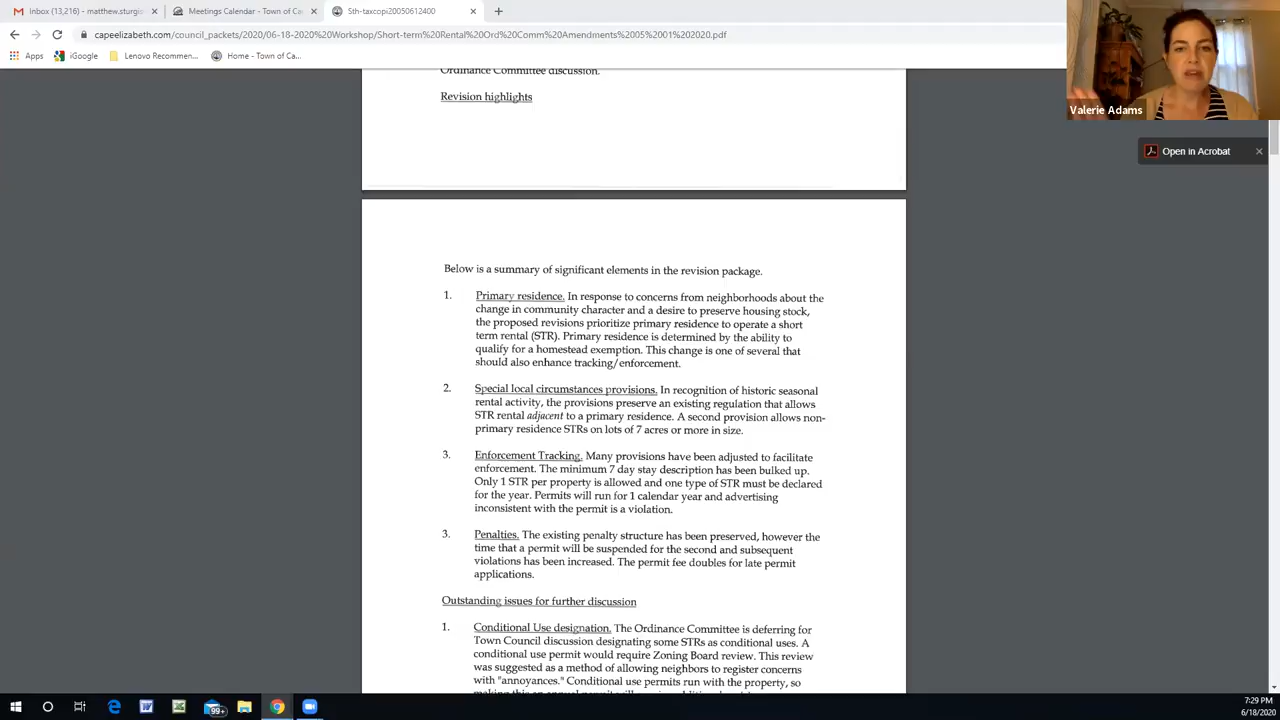 Inbox (13,216) - matthew.sturgis
Meetings Calendar - Town of Ca
Sth-taxcopi20050612400
capeelizabeth.com/council_packets/2020/06-18-2020%20Workshop/Short-term%20Rental%20Ord%20Comm%20Amendments%2005%2001%202020.pdf
Apps
iGoogle
Lenovo Recommen...
Home - Town of Ca...
Valerie Adams
Open in Acrobat
Ordinance Committee discussion.
Revision highlights
Below is a summary of significant elements in the revision package.
1. Primary residence. In response to concerns from neighborhoods about the
change in community character and a desire to preserve housing stock,
the proposed revisions prioritize primary residence to operate a short
term rental (STR). Primary residence is determined by the ability to
qualify for a homestead exemption. This change is one of several that
should also enhance tracking/enforcement.
2. Special local circumstances provisions. In recognition of historic seasonal
rental activity, the provisions preserve an existing regulation that allows
STR rental adjacent to a primary residence. A second provision allows non-
primary residence STRs on lots of 7 acres or more in size.
3. Enforcement Tracking. Many provisions have been adjusted to facilitate
enforcement. The minimum 7 day stay description has been bulked up.
Only 1 STR per property is allowed and one type of STR must be declared
for the year. Permits will run for 1 calendar year and advertising
inconsistent with the permit is a violation.
3. Penalties. The existing penalty structure has been preserved, however the
time that a permit will be suspended for the second and subsequent
violations has been increased. The permit fee doubles for late permit
applications.
Outstanding issues for further discussion
1. Conditional Use designation. The Ordinance Committee is deferring for
Town Council discussion designating some STRs as conditional uses. A
conditional use permit would require Zoning Board review. This review
was suggested as a method of allowing neighbors to register concerns
with "annoyances." Conditional use permits run with the property, so
99+
7:29 PM
6/18/2020